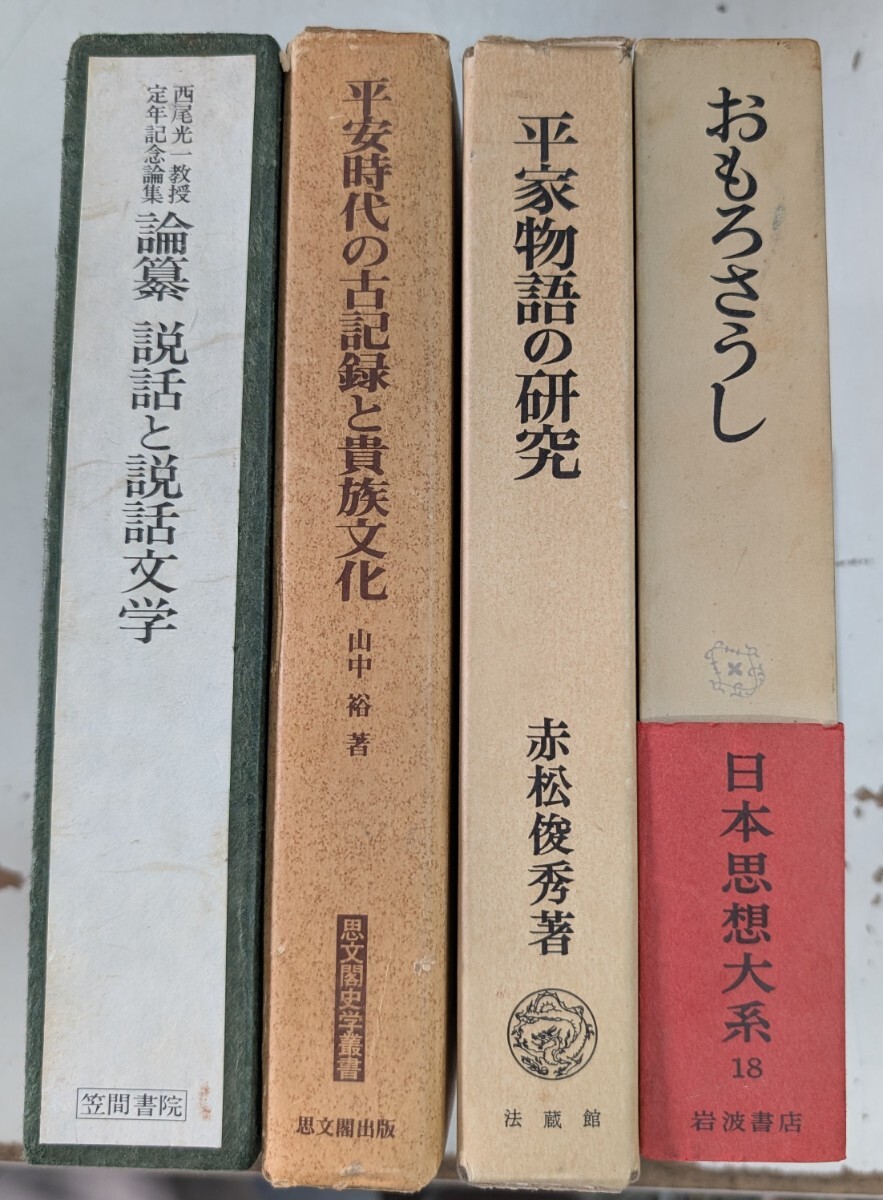 西尾光一教授
定年記念論集
論纂 説話と説話文学
笠間書院
平安時代の古記録と貴族文化
山中 裕 著
思文閣史学叢書
思文閣出版
平家物語の研究
赤松俊秀著
法蔵館
おもろさうし
日本思想大系
18
岩波書店